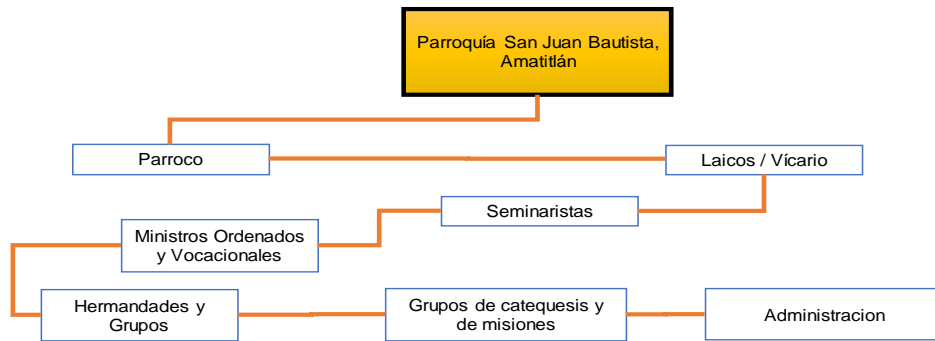 Parroquía San Juan Bautista,
Amatitlán
Parroco
Laicos / Vícario
Seminaristas
Ministros Ordenados
y Vocacionales
Hermandades y
Grupos
Grupos de catequesis y
de misiones
Administracion